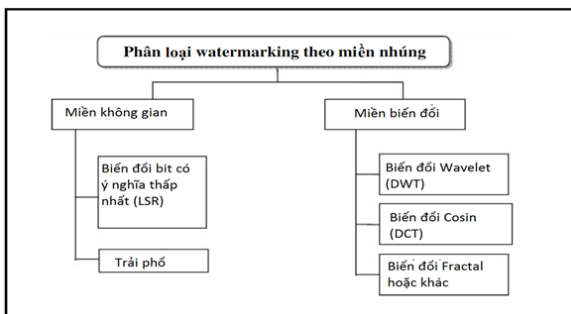 Phân loại watermarking theo miền nhúng
Miền không gian
Biến đổi bit có
ý nghĩa thấp
nhất (LSR)
Trải phổ
Miền biến đổi
Biến đổi Wavelet
(DWT)
Biến đổi Cosin
(DCT)
Biến đổi Fractal
hoặc khác